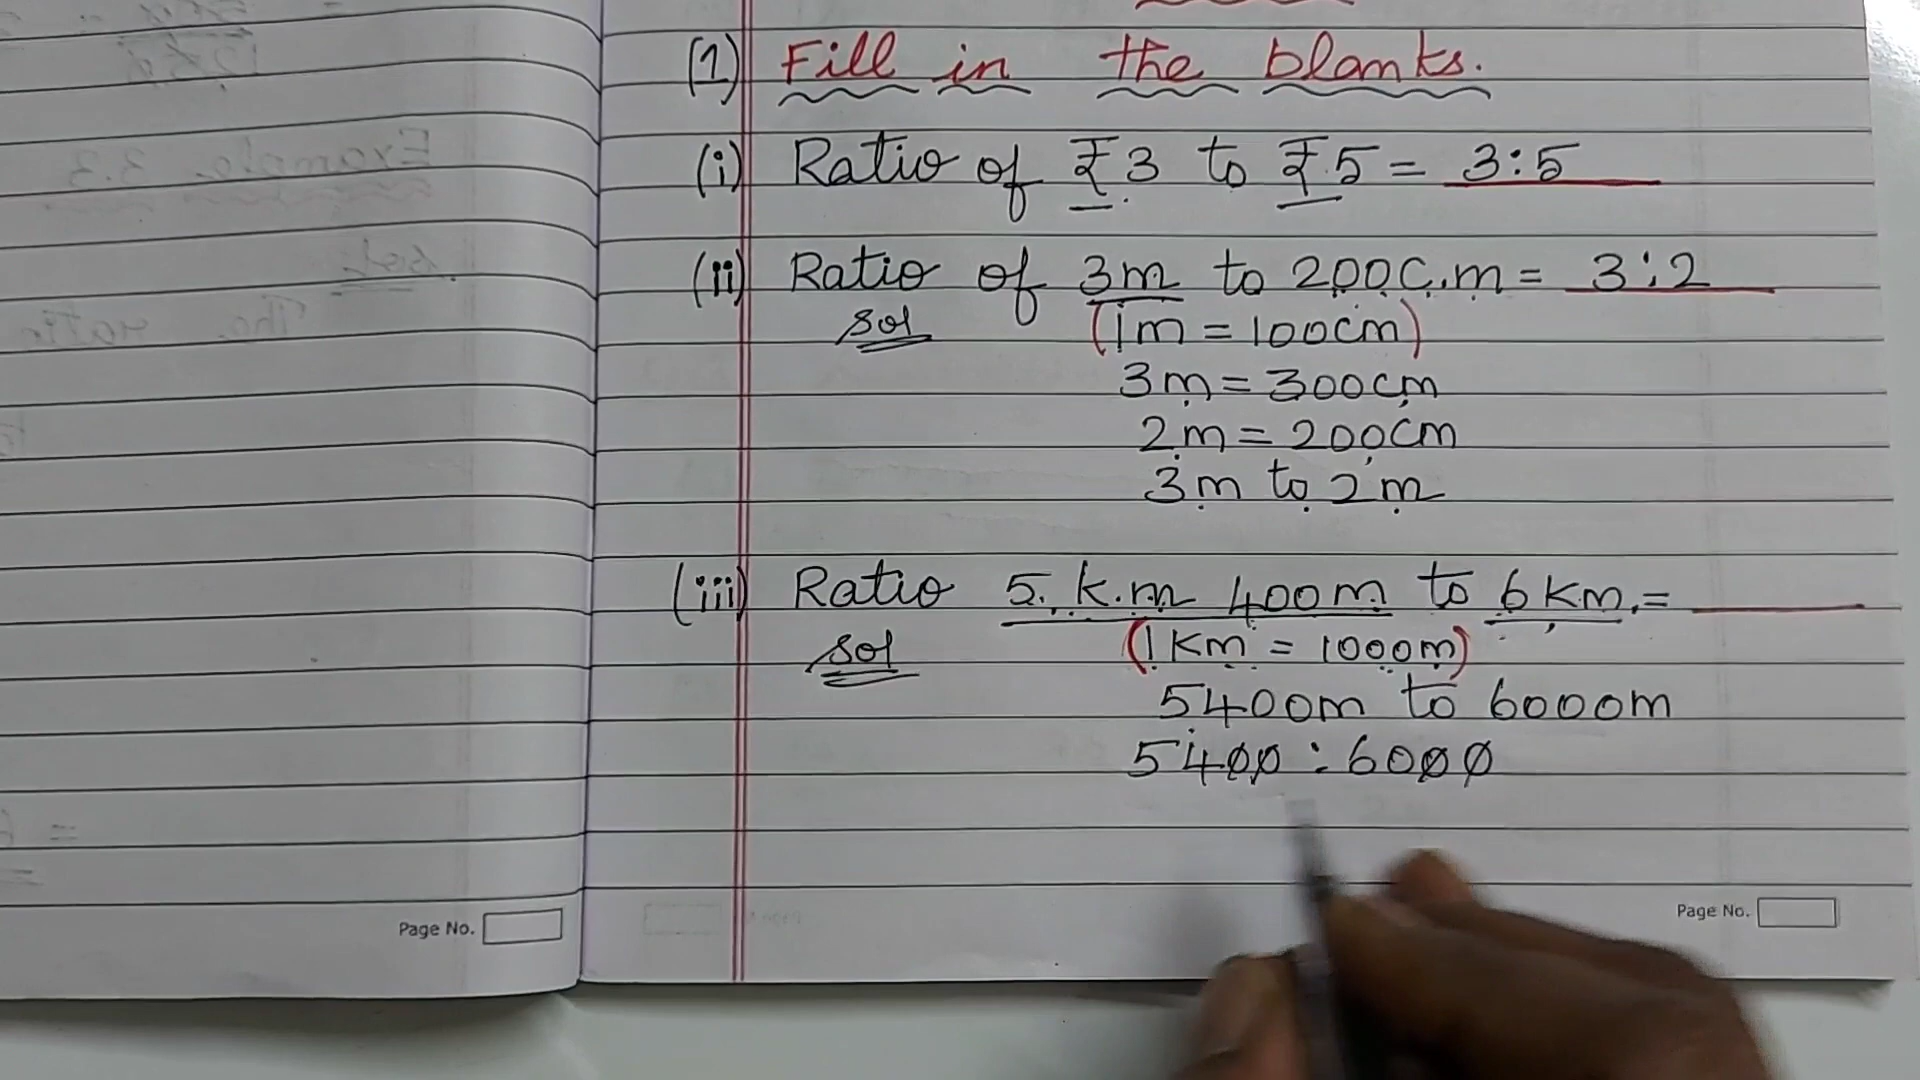 (1) Fill in the blanks.
(i) Ratio of ₹3 to ₹5 = 3:5
(ii) Ratio of 3m to 200c.m = 3:2
Sol (1m = 100cm)
3m = 300cm
2m = 200cm
3m to 2m
(iii) Ratio 5.k.m 400m to 6km. =
Sol (1km = 1000m)
5400m to 6000m
5400 : 6000
Page No.
Page No.